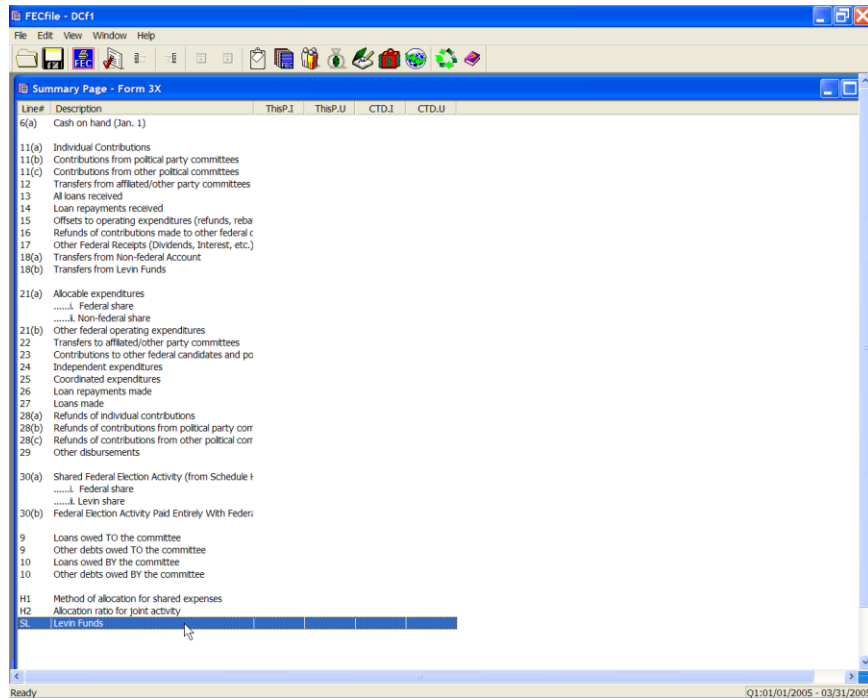 FECfile - DCf1
File Edit View Window Help
FEC
Summary Page - Form 3X
Line# Description ThisP.I ThisP.U CTD.I CTD.U
6(a) Cash on hand (Jan. 1)
11(a) Individual Contributions
11(b) Contributions from political party committees
11(c) Contributions from other political committees
12 Transfers from affiliated/other party committees
13 All loans received
14 Loan repayments received
15 Offsets to operating expenditures (refunds, reba
16 Refunds of contributions made to other federal c
17 Other Federal Receipts (Dividends, Interest, etc.)
18(a) Transfers from Non-federal Account
18(b) Transfers from Levin Funds
21(a) Allocable expenditures
......i. Federal share
......ii. Non-federal share
21(b) Other federal operating expenditures
22 Transfers to affiliated/other party committees
23 Contributions to other federal candidates and po
24 Independent expenditures
25 Coordinated expenditures
26 Loan repayments made
27 Loans made
28(a) Refunds of individual contributions
28(b) Refunds of contributions from political party com
28(c) Refunds of contributions from other political com
29 Other disbursements
30(a) Shared Federal Election Activity (from Schedule H
......i. Federal share
......ii. Levin share
30(b) Federal Election Activity Paid Entirely With Federa
9 Loans owed TO the committee
9 Other debts owed TO the committee
10 Loans owed BY the committee
10 Other debts owed BY the committee
H1 Method of allocation for shared expenses
H2 Allocation ratio for joint activity
SL Levin Funds
Ready Q1:01/01/2005 - 03/31/200